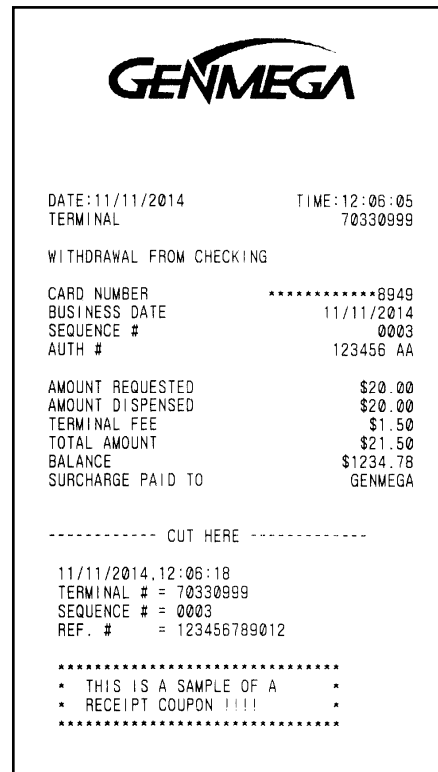 GENMEGA
DATE:11/11/2014 TIME:12:06:05
TERMINAL 70330999
WITHDRAWAL FROM CHECKING
CARD NUMBER ************8949
BUSINESS DATE 11/11/2014
SEQUENCE # 0003
AUTH # 123456 AA
AMOUNT REQUESTED $20.00
AMOUNT DISPENSED $20.00
TERMINAL FEE $1.50
TOTAL AMOUNT $21.50
BALANCE $1234.78
SURCHARGE PAID TO GENMEGA
------------ CUT HERE -------------
11/11/2014,12:06:18
TERMINAL # = 70330999
SEQUENCE # = 0003
REF. # = 123456789012
*******************************
* THIS IS A SAMPLE OF A *
* RECEIPT COUPON !!!! *
*******************************